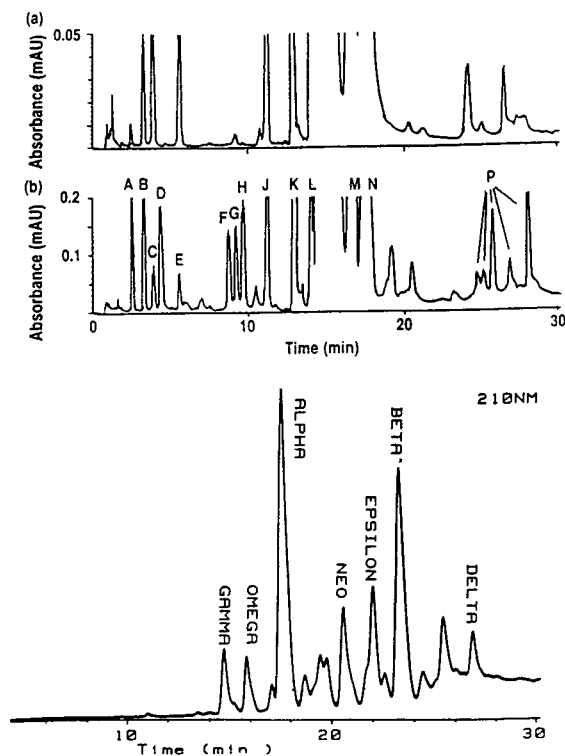 (a)
0.05
Absorbance (mAU)
(b)
A B C D E F G H J K L M N P
0.2
0.1
Absorbance (mAU)
0 10 20 30
Time (min)
210NM
GAMMA
OMEGA
ALPHA
NEO
EPSILON
BETA'
DELTA
10 20 30
Time (min )